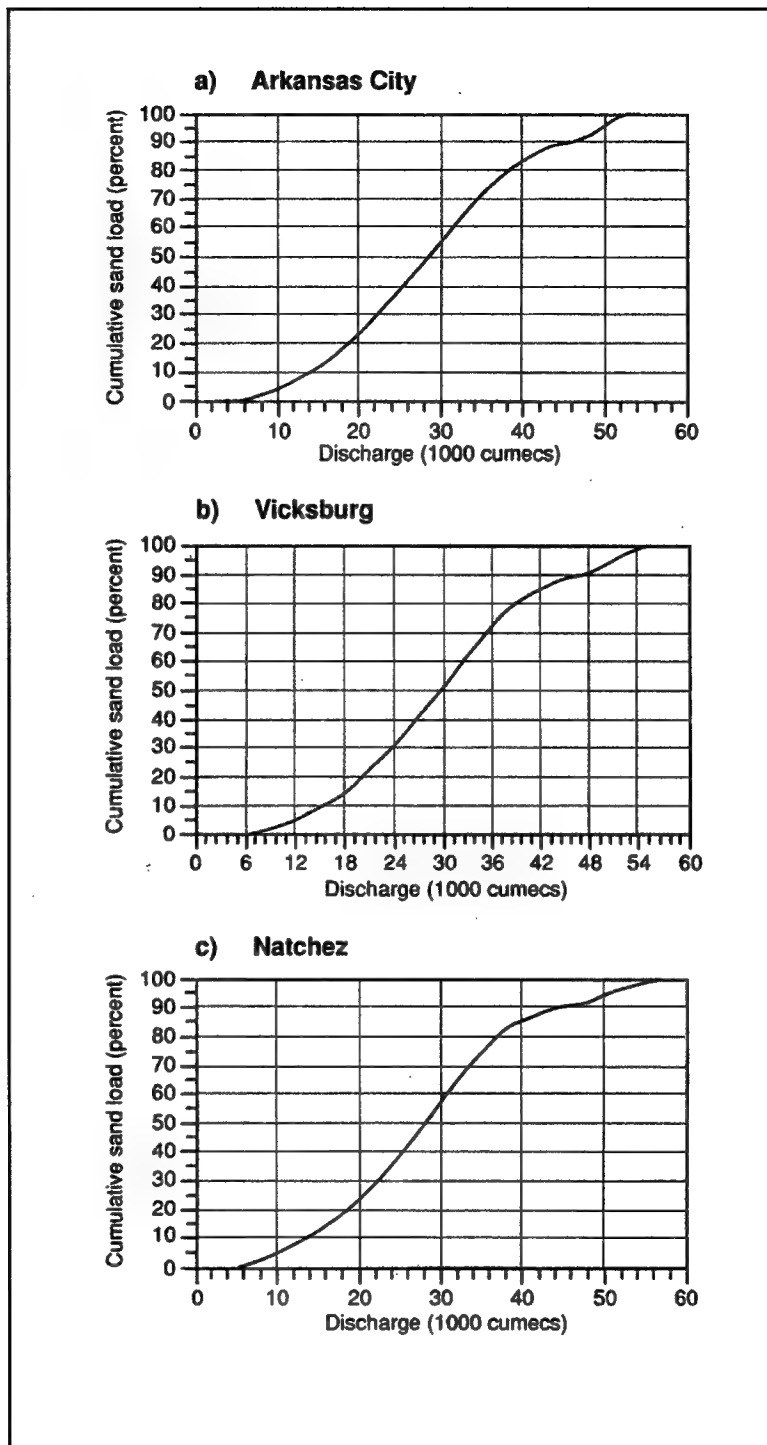 a) Arkansas City
Cumulative sand load (percent)
100
90
80
70
60
50
40
30
20
10
0
0 10 20 30 40 50 60
Discharge (1000 cumecs)
b) Vicksburg
Cumulative sand load (percent)
100
90
80
70
60
50
40
30
20
10
0
0 6 12 18 24 30 36 42 48 54 60
Discharge (1000 cumecs)
c) Natchez
Cumulative sand load (percent)
100
90
80
70
60
50
40
30
20
10
0
0 10 20 30 40 50 60
Discharge (1000 cumecs)